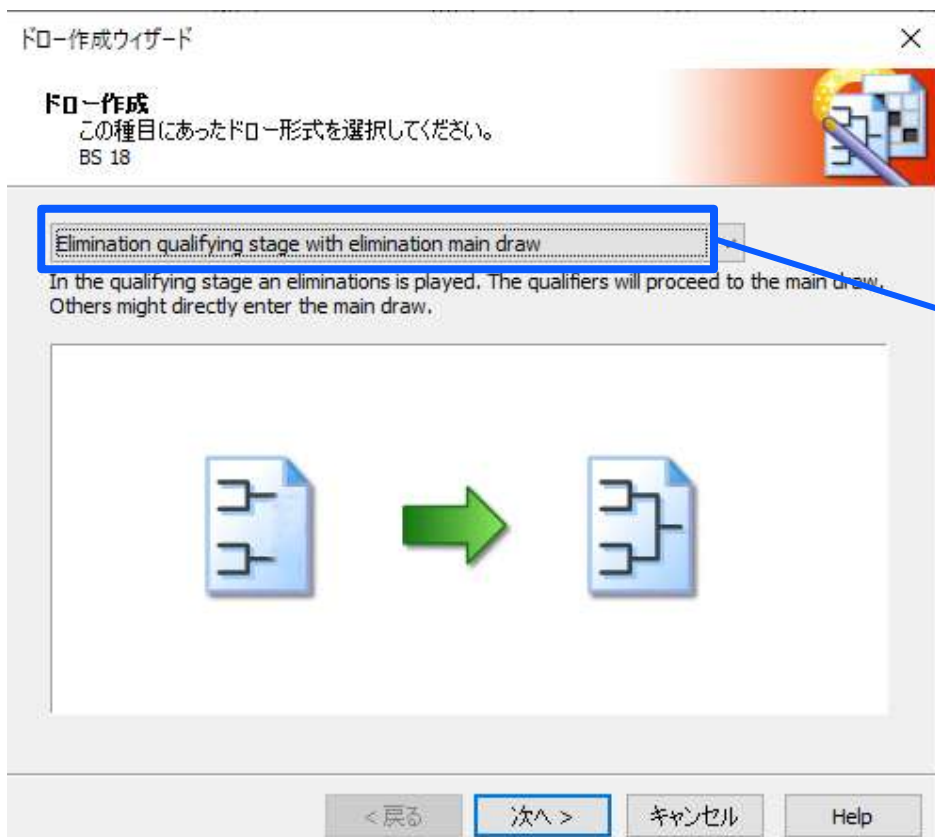 ドロー作成ウィザード
ドロー作成
この種目にあったドロー形式を選択してください。
BS 18
Elimination qualifying stage with elimination main draw
In the qualifying stage an eliminations is played. The qualifiers will proceed to the main draw.
Others might directly enter the main draw.
< 戻る 次へ > キャンセル Help